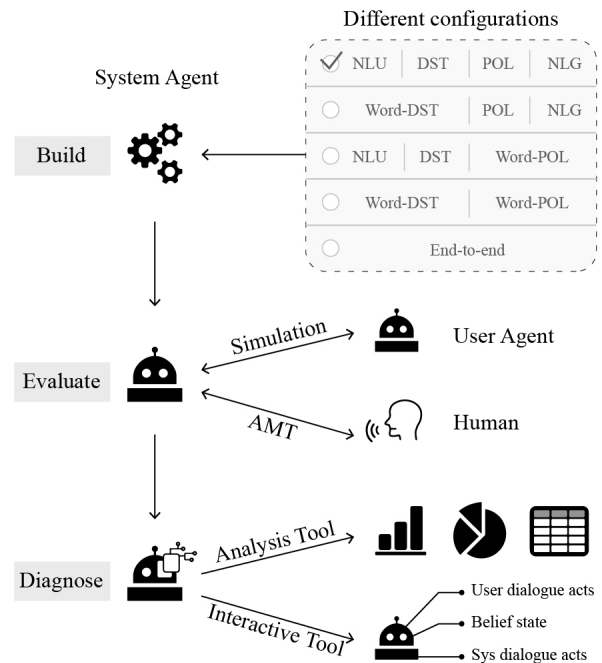 Different configurations
System Agent
NLU DST POL NLG
Word-DST POL NLG
Build
NLU DST Word-POL
Word-DST Word-POL
End-to-end
Simulation
User Agent
Evaluate
AMT
Human
Analysis Tool
Diagnose
Interactive Tool
User dialogue acts
Belief state
Sys dialogue acts